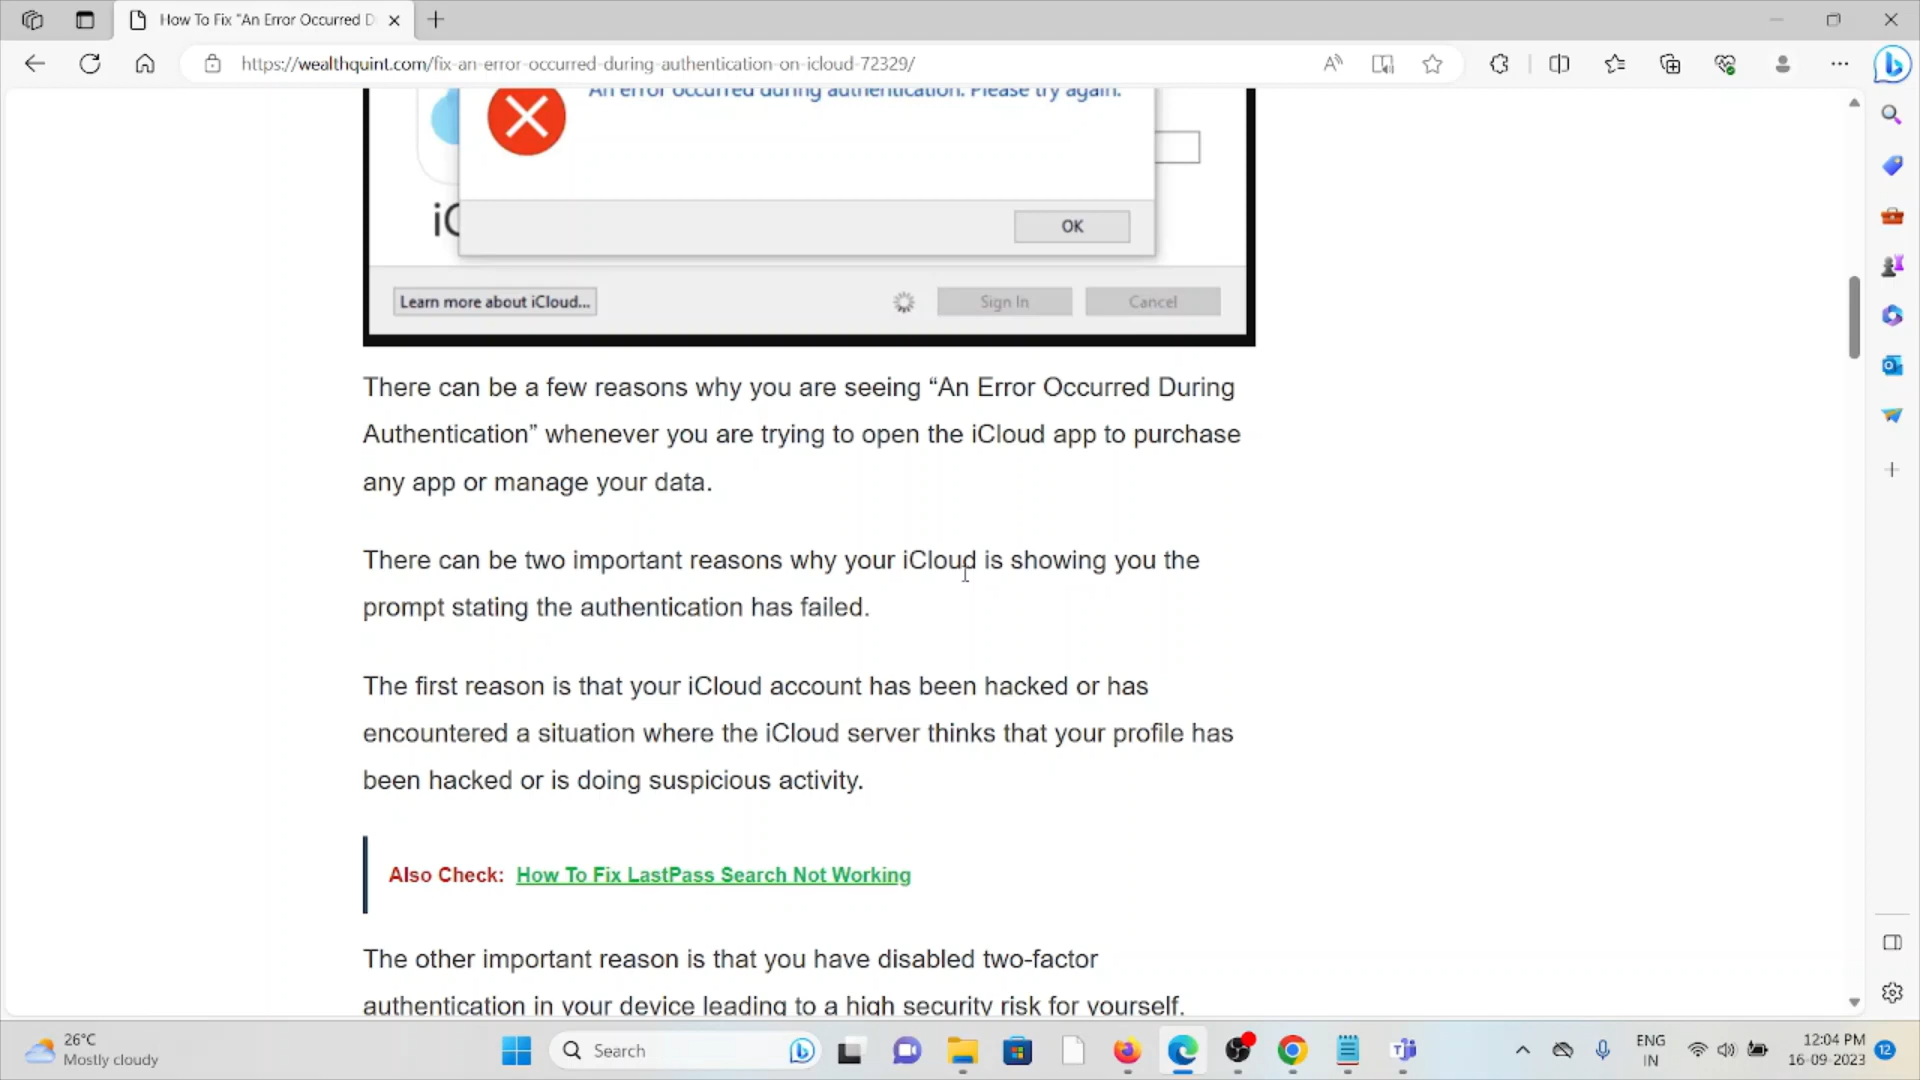 How To Fix "An Error Occurred D
https://wealthquint.com/fix-an-error-occurred-during-authentication-on-icloud-72329/
An error occurred during authentication. Please try again.
OK
Learn more about iCloud...
Sign In
Cancel
There can be a few reasons why you are seeing “An Error Occurred During
Authentication” whenever you are trying to open the iCloud app to purchase
any app or manage your data.
There can be two important reasons why your iCloud is showing you the
prompt stating the authentication has failed.
The first reason is that your iCloud account has been hacked or has
encountered a situation where the iCloud server thinks that your profile has
been hacked or is doing suspicious activity.
Also Check: How To Fix LastPass Search Not Working
The other important reason is that you have disabled two-factor
authentication in your device leading to a high security risk for yourself.
26°C
Mostly cloudy
Search
ENG
IN
12:04 PM
16-09-2023
12